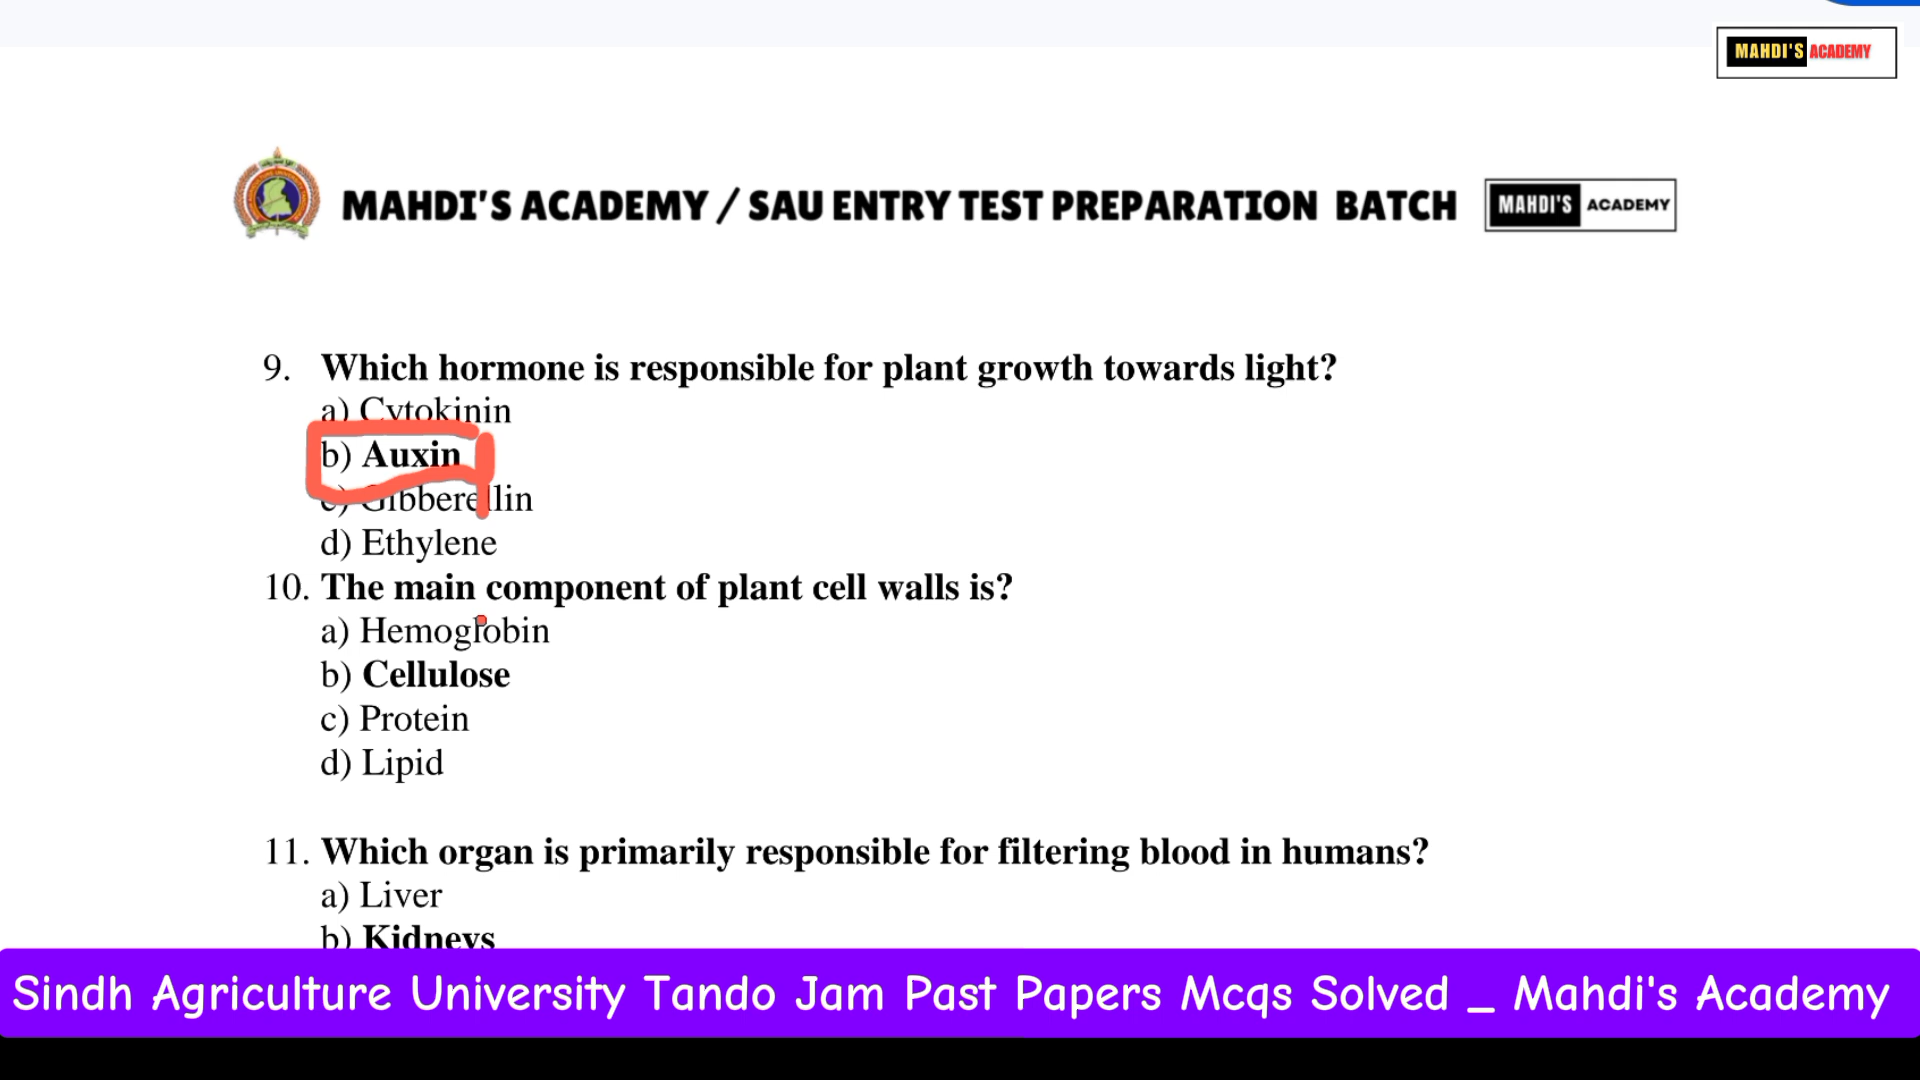 MAHDI'S ACADEMY
MAHDI'S ACADEMY / SAU ENTRY TEST PREPARATION BATCH MAHDI'S ACADEMY
9. Which hormone is responsible for plant growth towards light?
a) Cytokinin
b) Auxin
c) Gibberellin
d) Ethylene
10. The main component of plant cell walls is?
a) Hemoglobin
b) Cellulose
c) Protein
d) Lipid
11. Which organ is primarily responsible for filtering blood in humans?
a) Liver
b) Kidneys
Sindh Agriculture University Tando Jam Past Papers Mcqs Solved _ Mahdi's Academy